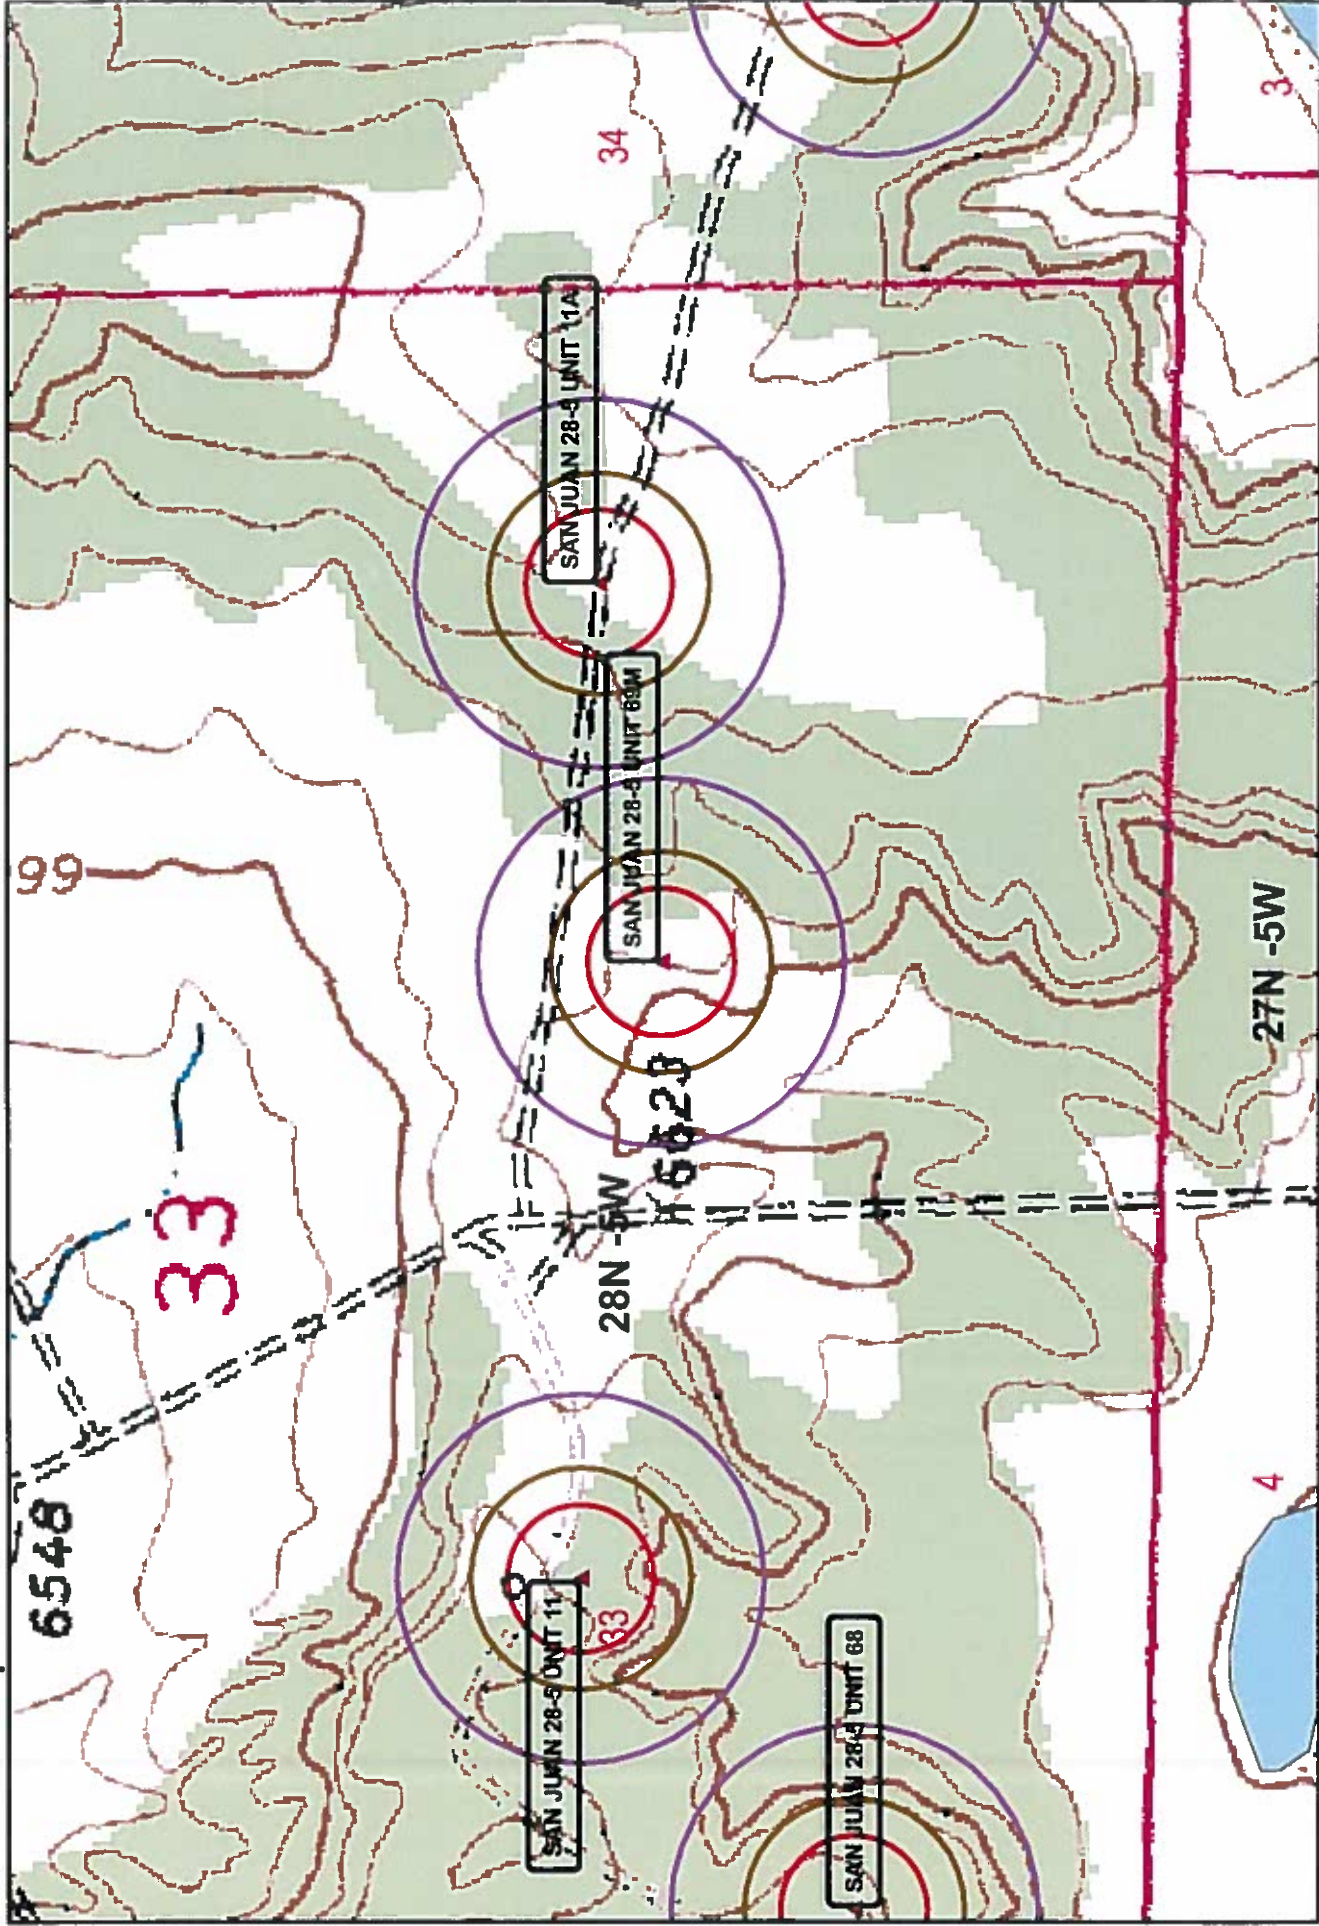 6548
33
99
34
SAN JUAN 28-5 UNIT 11
33
28N -5W
6623
SAN JUAN 28-5 UNIT 69M
SAN JUAN 28-5 UNIT 11A
SAN JUAN 28-5 UNIT 68
4
27N -5W
3